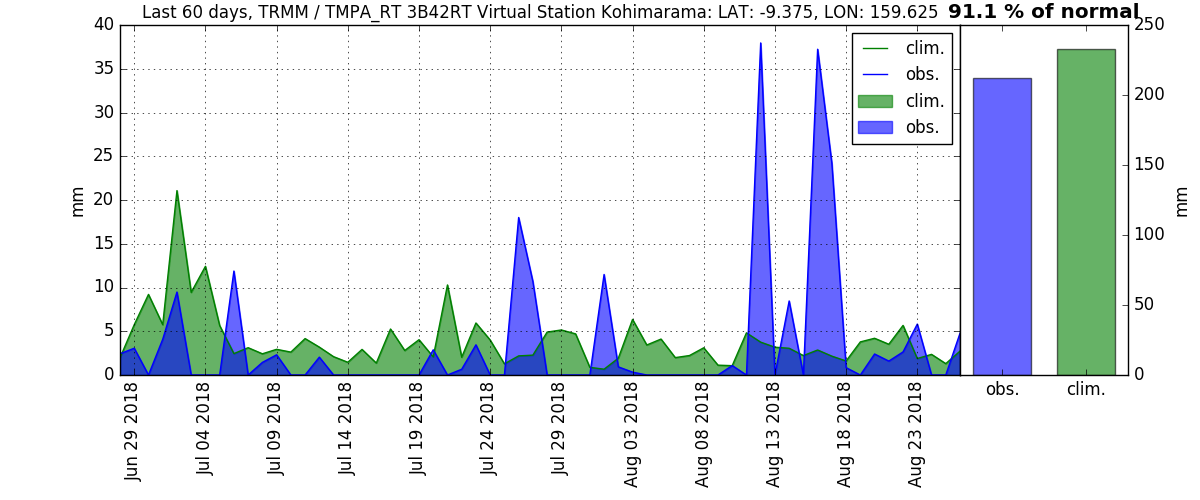 Last 60 days, TRMM / TMPA_RT 3B42RT Virtual Station Kohimarama: LAT: -9.375, LON: 159.625 91.1 % of normal
40
35
30
25
20
15
10
5
0
mm
clim.
obs.
clim.
obs.
Jun 29 2018
Jul 04 2018
Jul 09 2018
Jul 14 2018
Jul 19 2018
Jul 24 2018
Jul 29 2018
Aug 03 2018
Aug 08 2018
Aug 13 2018
Aug 18 2018
Aug 23 2018
250
200
150
100
50
0
mm
obs. clim.